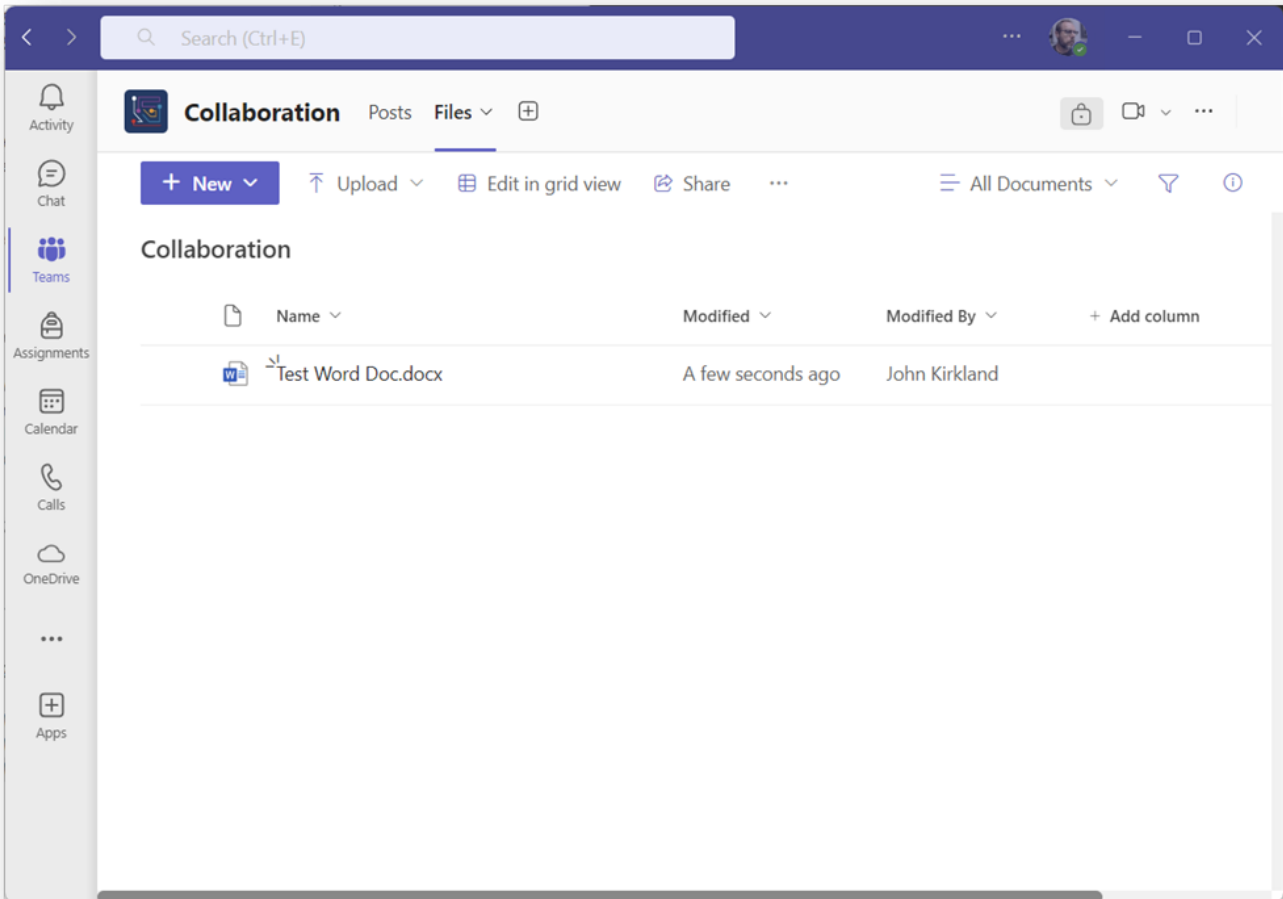 Search (Ctrl+E)
Activity
Chat
Teams
Assignments
Calendar
Calls
OneDrive
Apps
Collaboration Posts Files
New Upload Edit in grid view Share All Documents
Collaboration
Name Modified Modified By + Add column
Test Word Doc.docx A few seconds ago John Kirkland